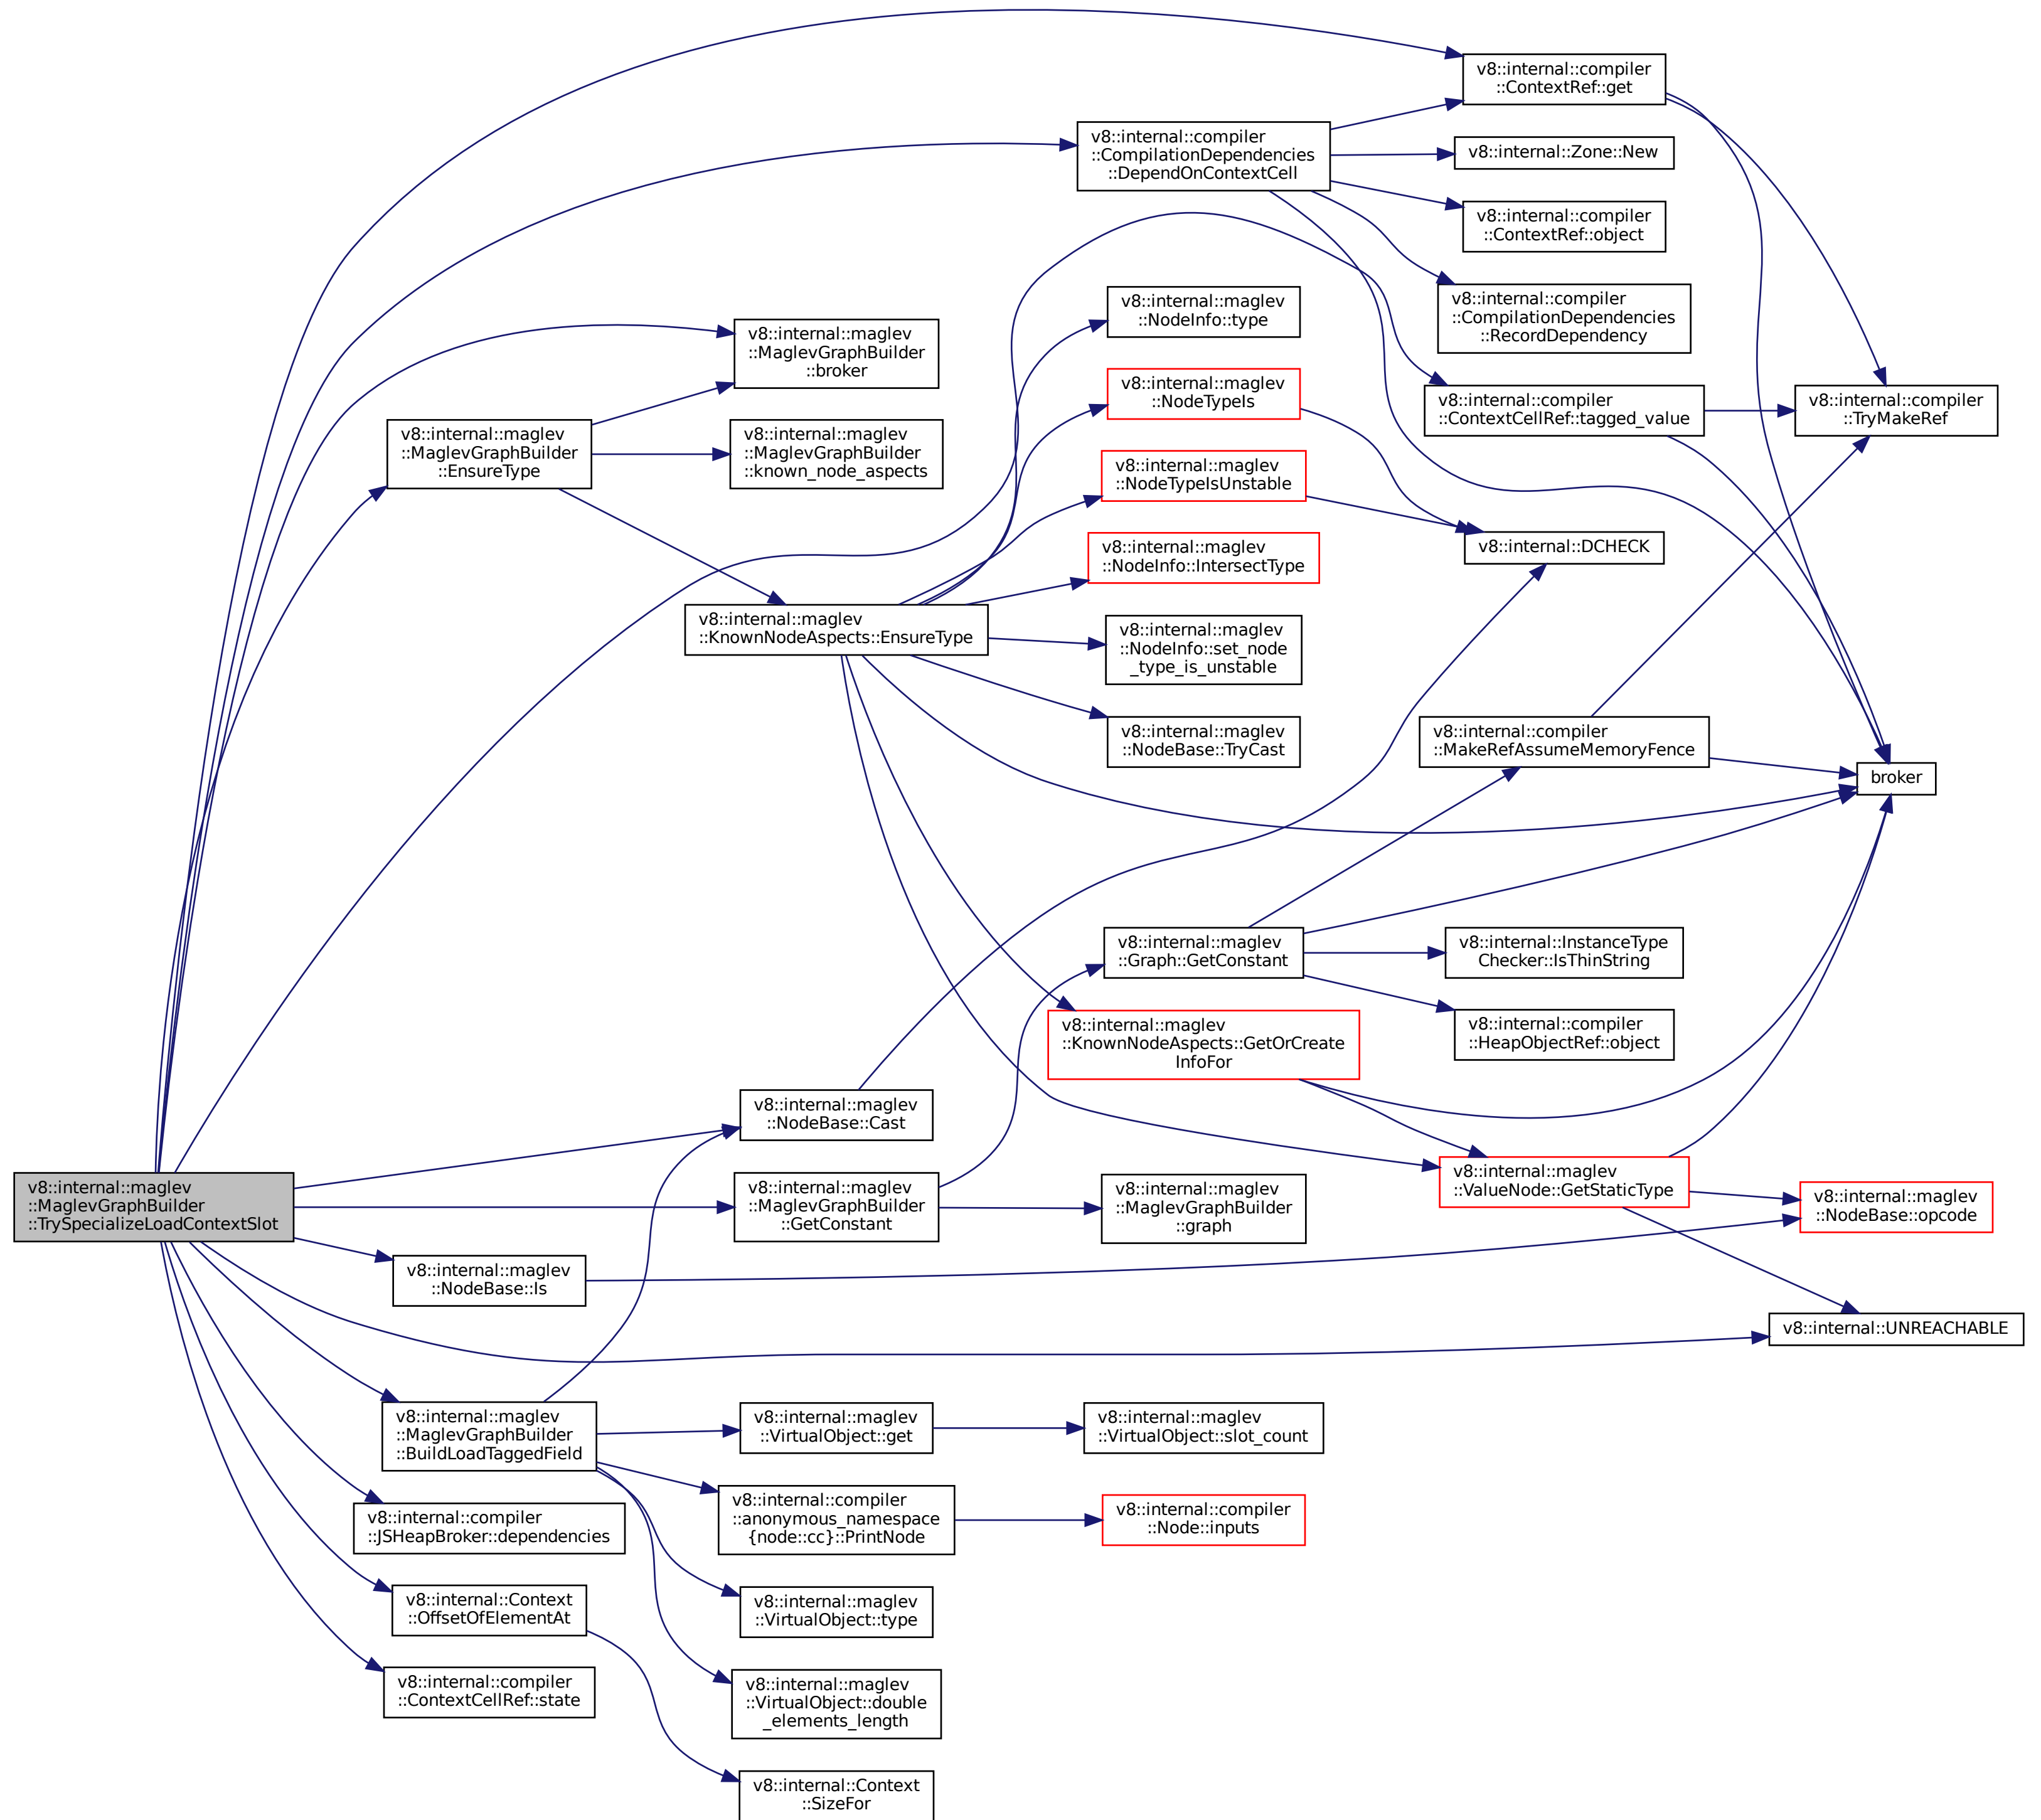 v8::internal::maglev
::MaglevGraphBuilder
::TrySpecializeLoadContextSlot
v8::internal::compiler
::ContextRef::get
v8::internal::compiler
::CompilationDependencies
::DependOnContextCell
v8::internal::Zone::New
v8::internal::compiler
::ContextRef::object
v8::internal::compiler
::CompilationDependencies
::RecordDependency
v8::internal::maglev
::NodeInfo::type
v8::internal::maglev
::MaglevGraphBuilder
::broker
v8::internal::maglev
::NodeTypeIs
v8::internal::compiler
::ContextCellRef::tagged_value
v8::internal::compiler
::TryMakeRef
v8::internal::maglev
::MaglevGraphBuilder
::EnsureType
v8::internal::maglev
::MaglevGraphBuilder
::known_node_aspects
v8::internal::maglev
::NodeTypeIsUnstable
v8::internal::DCHECK
v8::internal::maglev
::NodeInfo::IntersectType
v8::internal::maglev
::KnownNodeAspects::EnsureType
v8::internal::maglev
::NodeInfo::set_node
_type_is_unstable
v8::internal::maglev
::NodeBase::TryCast
v8::internal::compiler
::MakeRefAssumeMemoryFence
broker
v8::internal::maglev
::Graph::GetConstant
v8::internal::InstanceType
Checker::IsThinString
v8::internal::compiler
::HeapObjectRef::object
v8::internal::maglev
::KnownNodeAspects::GetOrCreate
InfoFor
v8::internal::maglev
::NodeBase::Cast
v8::internal::maglev
::ValueNode::GetStaticType
v8::internal::maglev
::MaglevGraphBuilder
::GetConstant
v8::internal::maglev
::MaglevGraphBuilder
::graph
v8::internal::maglev
::NodeBase::opcode
v8::internal::maglev
::NodeBase::Is
v8::internal::UNREACHABLE
v8::internal::maglev
::MaglevGraphBuilder
::BuildLoadTaggedField
v8::internal::maglev
::VirtualObject::get
v8::internal::maglev
::VirtualObject::slot_count
v8::internal::compiler
::JSHeapBroker::dependencies
v8::internal::compiler
::anonymous_namespace
{node::cc}::PrintNode
v8::internal::compiler
::Node::inputs
v8::internal::Context
::OffsetOfElementAt
v8::internal::maglev
::VirtualObject::type
v8::internal::compiler
::ContextCellRef::state
v8::internal::maglev
::VirtualObject::double
_elements_length
v8::internal::Context
::SizeFor